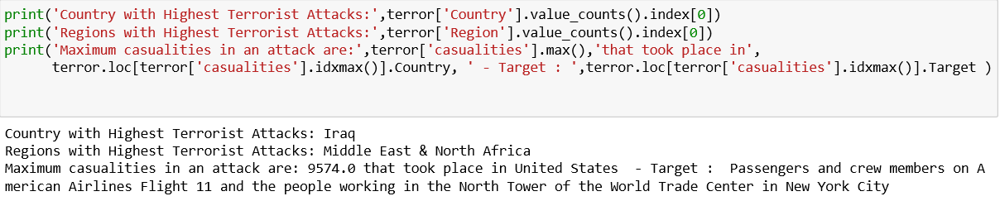 print('Country with Highest Terrorist Attacks:',terror['Country'].value_counts().index[0])
print('Regions with Highest Terrorist Attacks:',terror['Region'].value_counts().index[0])
print('Maximum casualities in an attack are:',terror['casualities'].max(),'that took place in',
      terror.loc[terror['casualities'].idxmax()].Country, ' - Target : ',terror.loc[terror['casualities'].idxmax()].Target )
Country with Highest Terrorist Attacks: Iraq
Regions with Highest Terrorist Attacks: Middle East & North Africa
Maximum casualities in an attack are: 9574.0 that took place in United States  - Target :  Passengers and crew members on A
merican Airlines Flight 11 and the people working in the North Tower of the World Trade Center in New York City